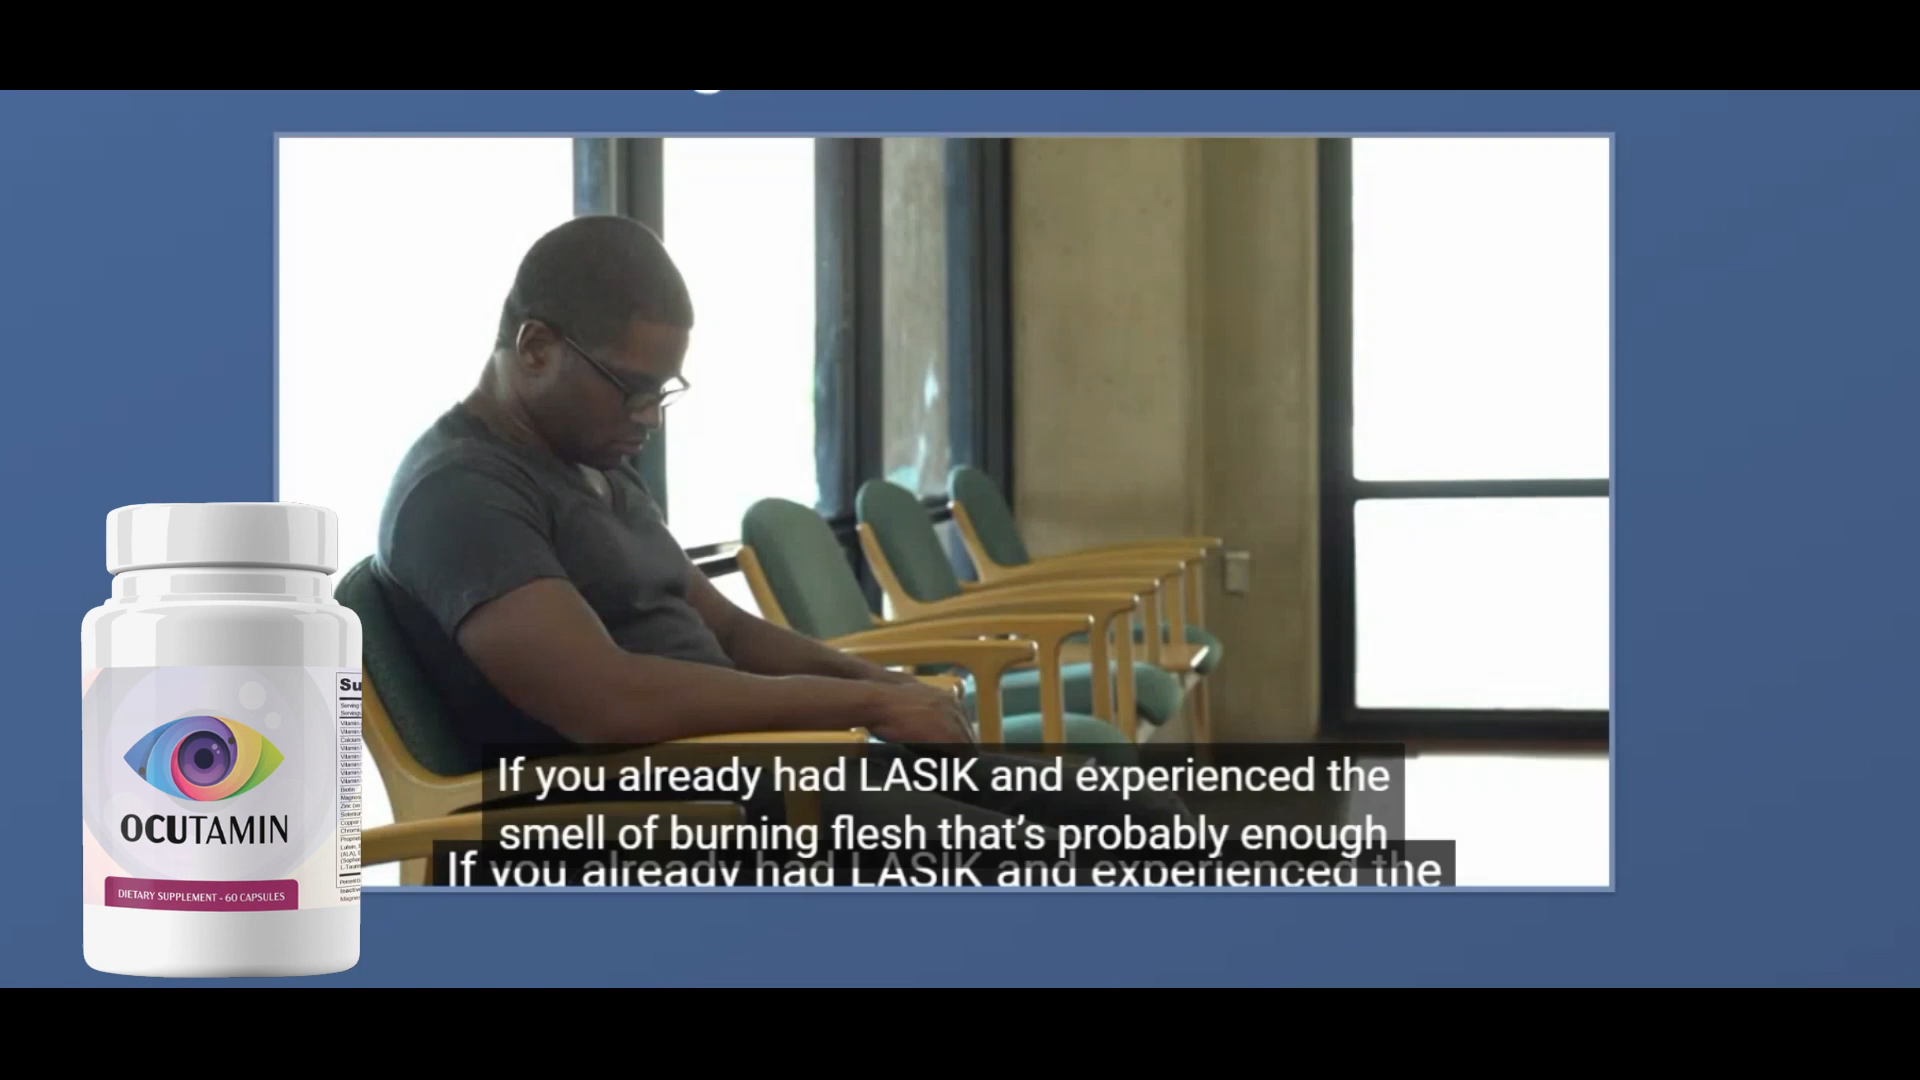 If you already had LASIK and experienced the
smell of burning flesh that's probably enough
If you already had LASIK and experienced the
Su
OCUTAMIN
DIETARY SUPPLEMENT - 60 CAPSULES